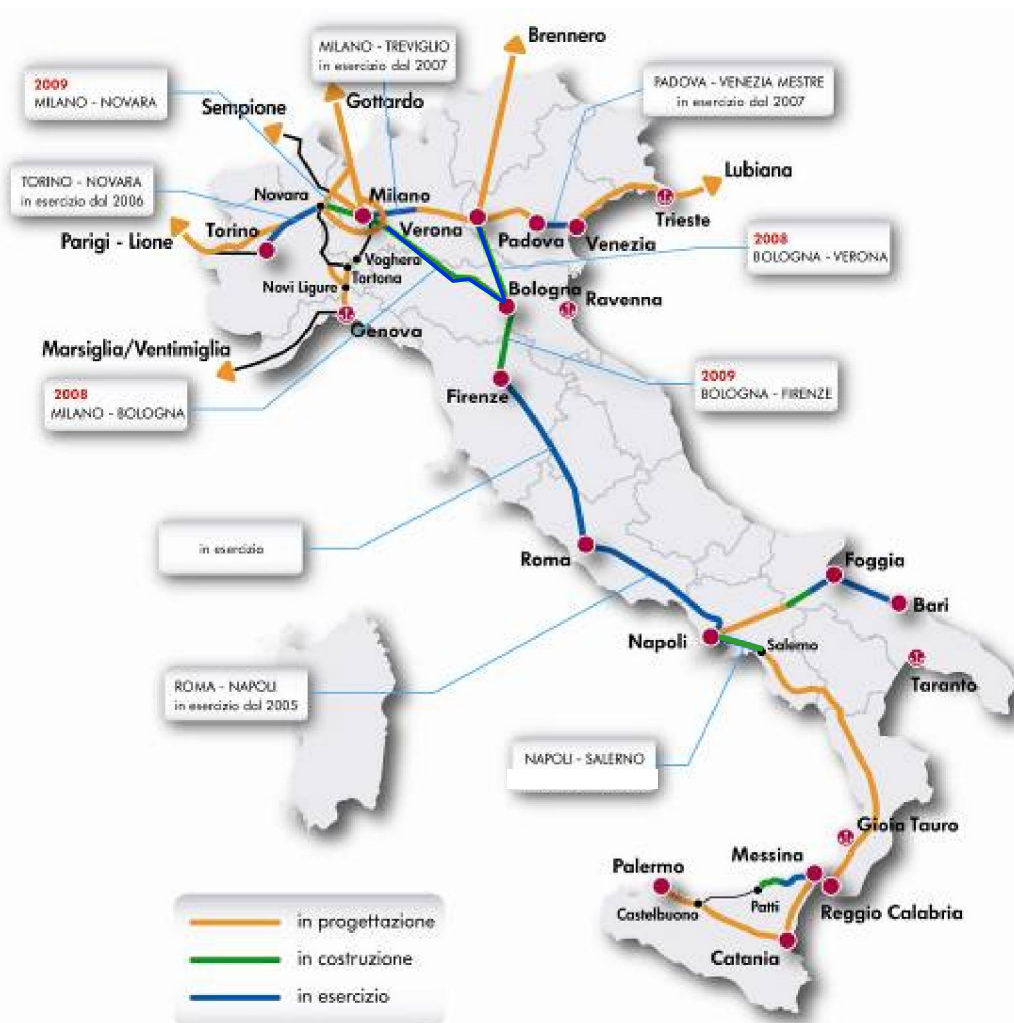 Brennero
MILANO - TREVIGLIO
in esercizio dal 2007
2009
MILANO - NOVARA
Gottardo
PADOVA - VENEZIA MESTRE
in esercizio dal 2007
Sempione
Lubiana
TORINO - NOVARA
in esercizio dal 2006
Novara
Milano
Trieste
Parigi - Lione
Torino
Verona
Padova
Venezia
2008
BOLOGNA - VERONA
Voghera
Tortona
Novi Ligure
Bologna
Ravenna
Genova
Marsiglia/Ventimiglia
2009
BOLOGNA - FIRENZE
2008
MILANO - BOLOGNA
Firenze
in esercizio
Roma
Foggia
Bari
Napoli
Salerno
Taranto
ROMA - NAPOLI
in esercizio dal 2005
NAPOLI - SALERNO
Gioia Tauro
Messina
Palermo
Castelbuono
Patti
Reggio Calabria
Catania
in progettazione
in costruzione
in esercizio